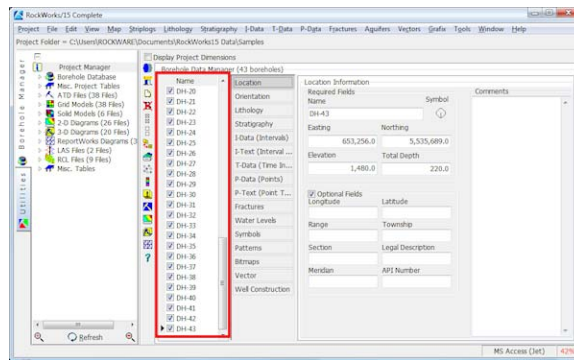 RockWorks/15 Complete
Project File Edit View Map Striplogs Lithology Stratigraphy I-Data T-Data P-Data Fractures Aquifers Vectors Grafix Tools Window Help
Project Folder = C:\Users\ROCKWARE\Documents\RockWorks15 Data\Samples
Display Project Dimensions
Borehole Data Manager (43 boreholes)
Borehole Manager
Utilities
Project Manager
Borehole Database
Misc. Project Tables
ATD Files (38 Files)
Grid Models (38 Files)
Solid Models (6 Files)
2-D Diagrams (26 Files)
3-D Diagrams (20 Files)
ReportWorks Diagrams (3
LAS Files (2 Files)
RCL Files (9 Files)
Misc. Tables
Refresh
Name
DH-20
DH-21
DH-22
DH-23
DH-24
DH-25
DH-26
DH-27
DH-28
DH-29
DH-30
DH-31
DH-32
DH-33
DH-34
DH-35
DH-36
DH-37
DH-38
DH-39
DH-40
DH-41
DH-42
DH-43
Location
Orientation
Lithology
Stratigraphy
I-Data (Intervals)
I-Text (Interval ...
T-Data (Time In...
P-Data (Points)
P-Text (Point T...
Fractures
Water Levels
Symbols
Patterns
Bitmaps
Vector
Well Construction
Location Information
Required Fields
Name Symbol
DH-43
Easting Northing
653,256.0 5,535,689.0
Elevation Total Depth
1,480.0 220.0
Optional Fields
Longitude Latitude
Range Township
Section Legal Description
Meridian API Number
Comments
MS Access (Jet) 42%